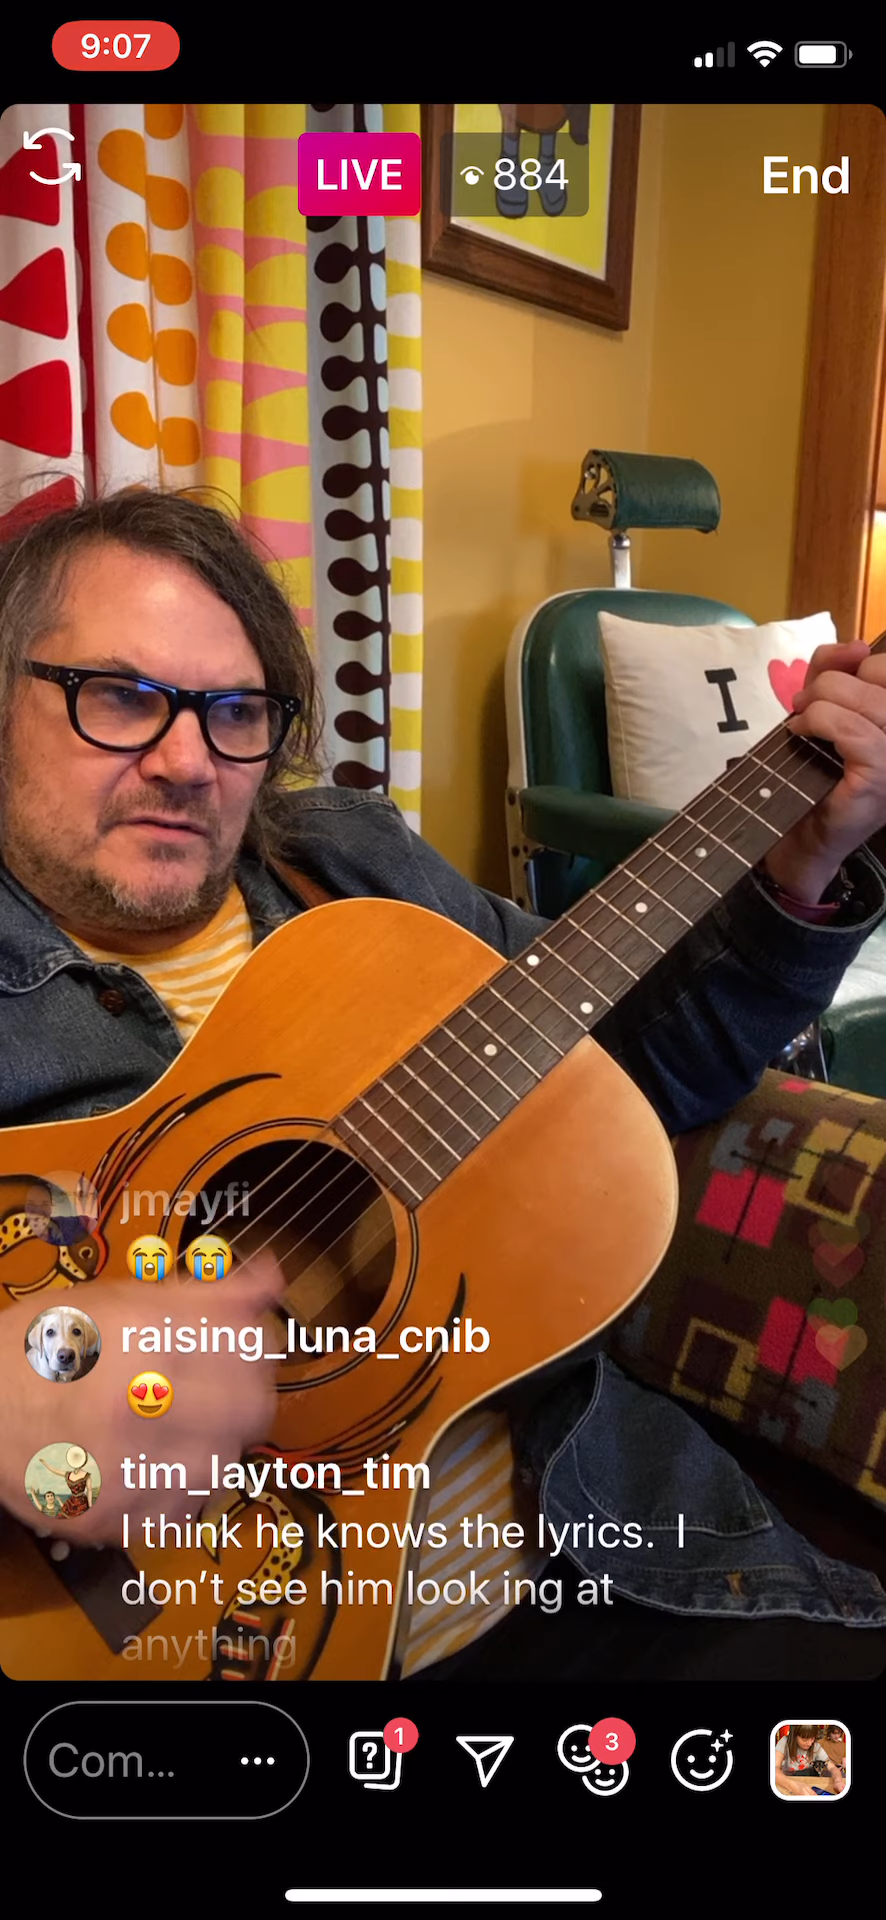 9:07
LIVE
884
End
I
jmayfi
😭 😭
raising_luna_cnib
😍
tim_layton_tim
I think he knows the lyrics. I
don't see him look ing at
anything
Com...
?
1
3